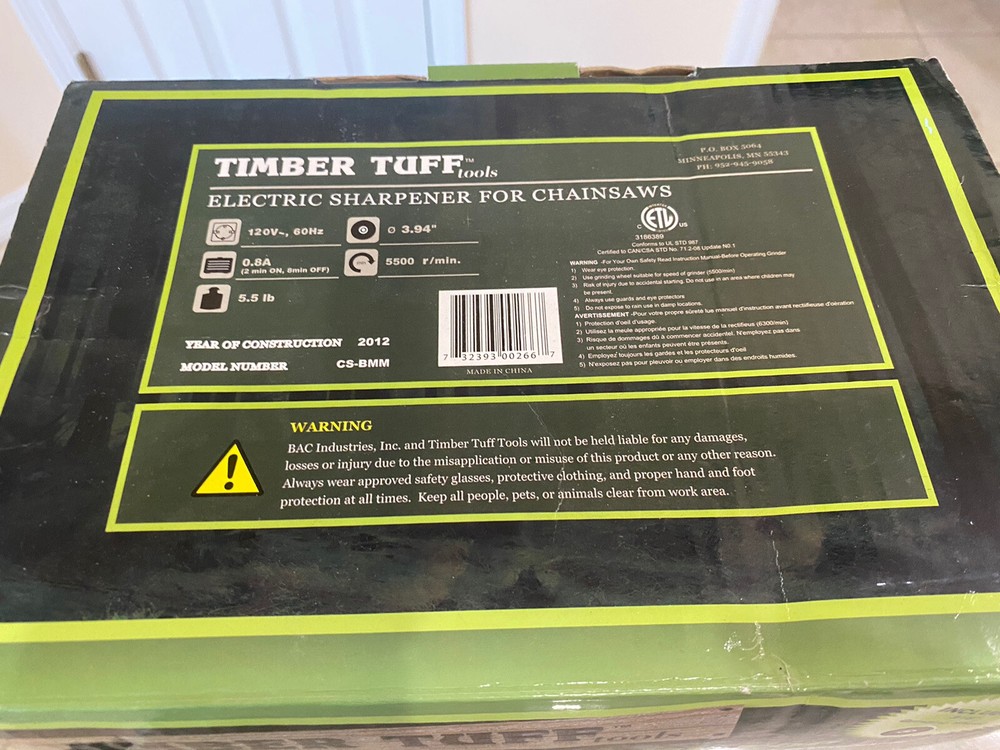 TIMBER TUFF™ tools
P.O. BOX 5064
MINNEAPOLIS, MN 55343
PH: 952-945-9058
ELECTRIC SHARPENER FOR CHAINSAWS
120V~, 60Hz
Ø 3.94"
0.8A
(2 min ON, 8min OFF)
5500 r/min.
5.5 lb
YEAR OF CONSTRUCTION 2012
MODEL NUMBER CS-BMM
7 32393 00266 7
MADE IN CHINA
INTERTEK
C ETL US
3186389
Conforms to UL STD 987
Certified to CAN/CSA STD No. 71.2-08 Update N0.1
WARNING -For Your Own Safety Read Instruction Manual-Before Operating Grinder
1) Wear eye protection.
2) Use grinding wheel suitable for speed of grinder (5500/min)
3) Risk of injury due to accidental starting. Do not use in an area where children may
be present.
4) Always use guards and eye protectors
5) Do not expose to rain use in damp locations.
AVERTISSEMENT -Pour votre propre sûreté lue manuel d'instruction avant rectifieuse d'oération
1) Protection d'oeil d'usage.
2) Utilisez la meule appropriée pour la vitesse de la rectifieus (6300/min)
3) Risque de dommages dû à commencer accidentel. N'employez pas dans
un secteur où les enfants peuvent être présents.
4) Employez toujours les gardes et les protecteurs d'oeil
5) N'exposez pas pour pleuvoir ou employer dans des endroits humides.
WARNING
BAC Industries, Inc. and Timber Tuff Tools will not be held liable for any damages,
losses or injury due to the misapplication or misuse of this product or any other reason.
Always wear approved safety glasses, protective clothing, and proper hand and foot
protection at all times. Keep all people, pets, or animals clear from work area.
TIMBER TUFF tools